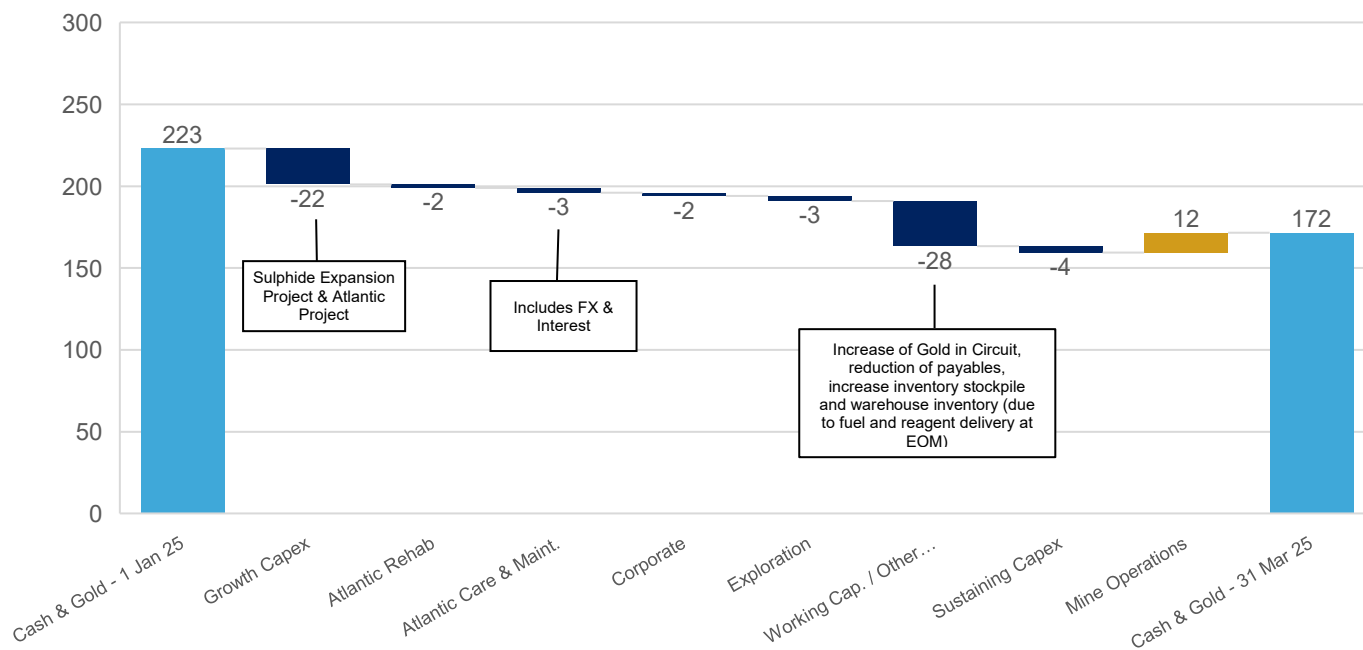 300
250
200
150
100
50
0
223
-22
-2
-3
-2
-3
-28
-4
12
172
Sulphide Expansion
Project & Atlantic
Project
Includes FX &
Interest
Increase of Gold in Circuit,
reduction of payables,
increase inventory stockpile
and warehouse inventory (due
to fuel and reagent delivery at
EOM)
Cash & Gold - 1 Jan 25
Growth Capex
Atlantic Rehab
Atlantic Care & Maint.
Corporate
Exploration
Working Cap. / Other…
Sustaining Capex
Mine Operations
Cash & Gold - 31 Mar 25